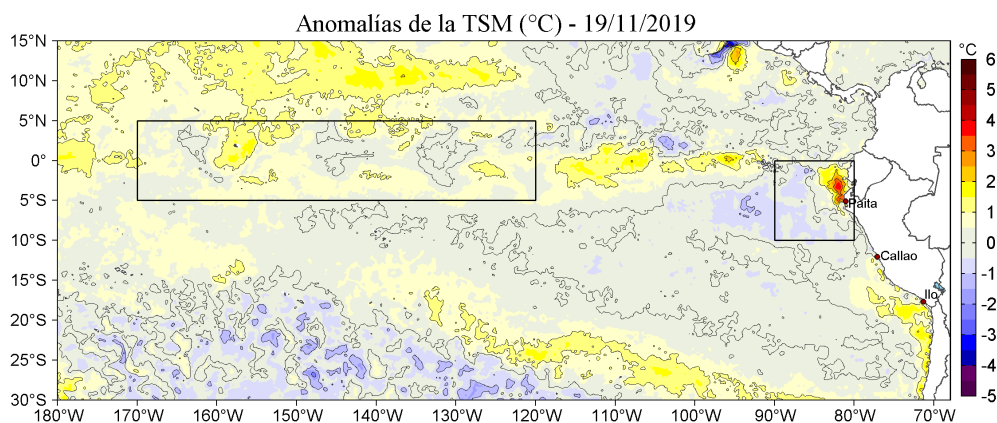 Anomalías de la TSM (°C) - 19/11/2019
°C
15°N
10°N
5°N
0°
5°S
10°S
15°S
20°S
25°S
30°S
Paita
Callao
Ilo
6
5
4
3
2
1
0
-1
-2
-3
-4
-5
180°W
170°W
160°W
150°W
140°W
130°W
120°W
110°W
100°W
90°W
80°W
70°W